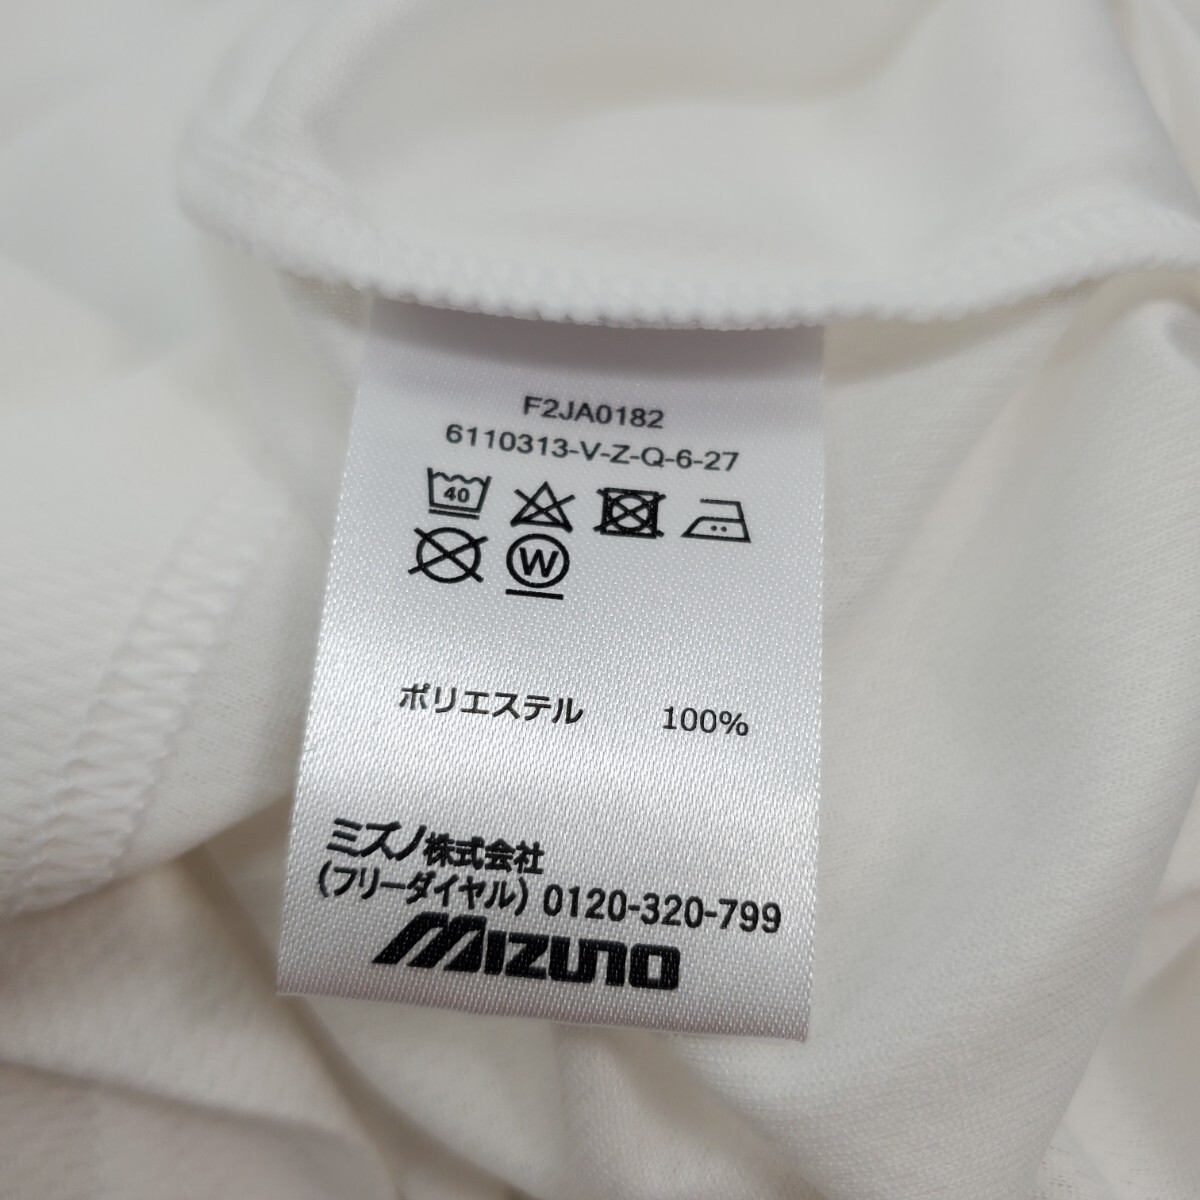 F2JA0182
6110313-V-Z-Q-6-27
40
W
ポリエステル 100%
ミズノ株式会社
(フリーダイヤル) 0120-320-799
MIZUNO